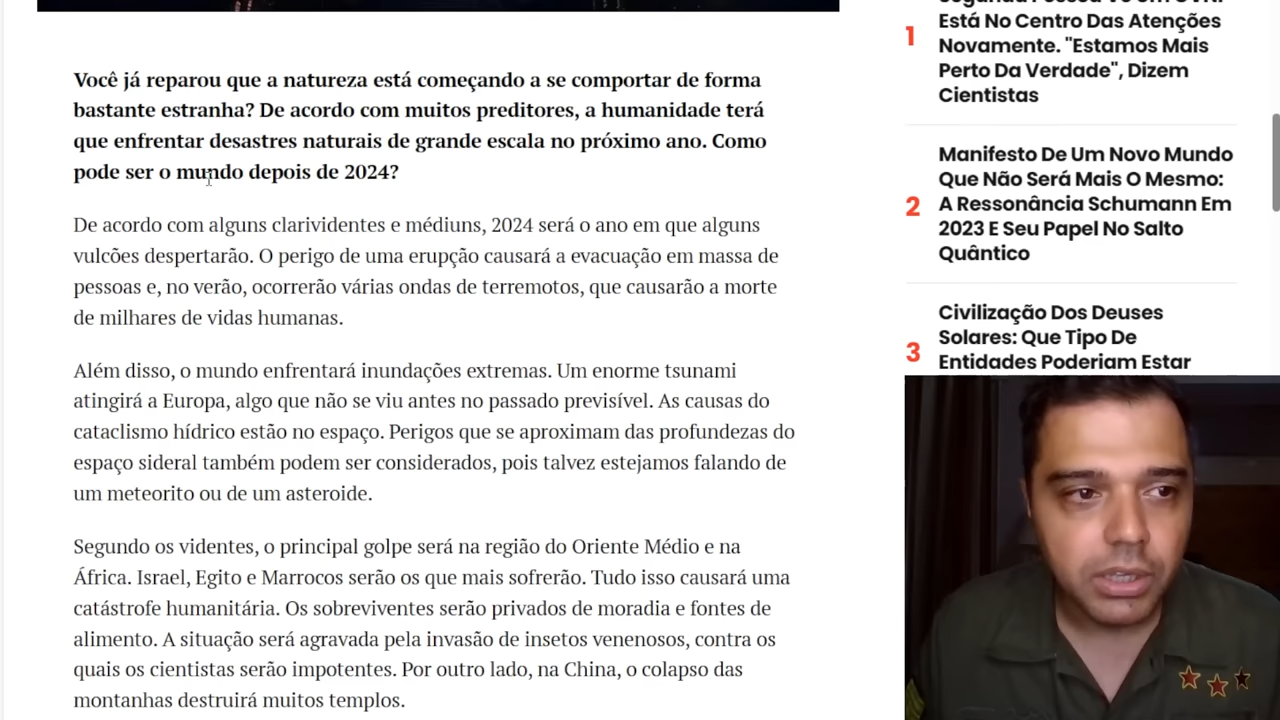 Você já reparou que a natureza está começando a se comportar de forma
bastante estranha? De acordo com muitos preditores, a humanidade terá
que enfrentar desastres naturais de grande escala no próximo ano. Como
pode ser o mundo depois de 2024?
De acordo com alguns clarividentes e médiuns, 2024 será o ano em que alguns
vulcões despertarão. O perigo de uma erupção causará a evacuação em massa de
pessoas e, no verão, ocorrerão várias ondas de terremotos, que causarão a morte
de milhares de vidas humanas.
Além disso, o mundo enfrentará inundações extremas. Um enorme tsunami
atingirá a Europa, algo que não se viu antes no passado previsível. As causas do
cataclismo hídrico estão no espaço. Perigos que se aproximam das profundezas do
espaço sideral também podem ser considerados, pois talvez estejamos falando de
um meteorito ou de um asteroide.
Segundo os videntes, o principal golpe será na região do Oriente Médio e na
África. Israel, Egito e Marrocos serão os que mais sofrerão. Tudo isso causará uma
catástrofe humanitária. Os sobreviventes serão privados de moradia e fontes de
alimento. A situação será agravada pela invasão de insetos venenosos, contra os
quais os cientistas serão impotentes. Por outro lado, na China, o colapso das
montanhas destruirá muitos templos.
1
Está No Centro Das Atenções
Novamente. "Estamos Mais
Perto Da Verdade", Dizem
Cientistas
2
Manifesto De Um Novo Mundo
Que Não Será Mais O Mesmo:
A Ressonância Schumann Em
2023 E Seu Papel No Salto
Quântico
3
Civilização Dos Deuses
Solares: Que Tipo De
Entidades Poderiam Estar